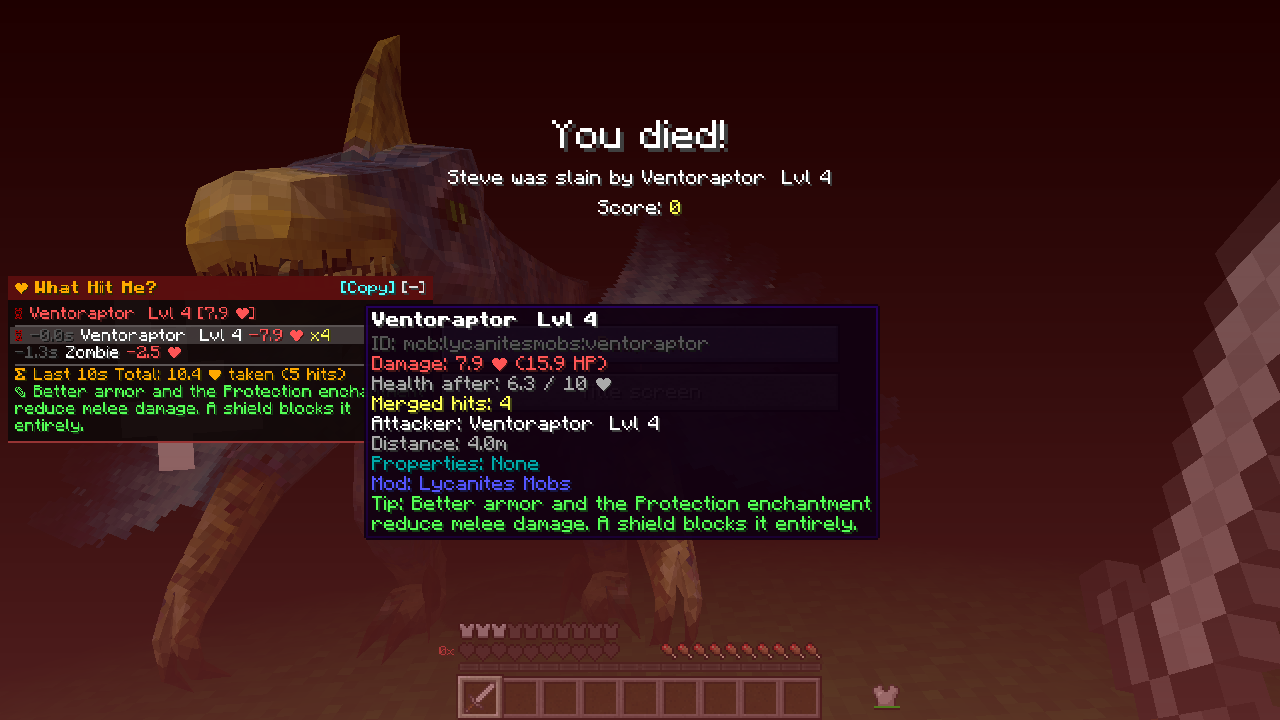 You died!
Steve was slain by Ventoraptor Lvl 4
Score: 0
What Hit Me? [Copy] [-]
Ventoraptor Lvl 4 [7.9 ❤]
-0.0s Ventoraptor Lvl 4 -7.9 ❤ x4
-1.3s Zombie -2.5 ❤
Σ Last 10s Total: 10.4 ❤ taken (5 hits)
✎ Better armor and the Protection encha
reduce melee damage. A shield blocks it
entirely.
Ventoraptor Lvl 4
ID: mob:lycanitesmobs:ventoraptor
Damage: 7.9 ❤ (15.9 HP)
Health after: 6.3 / 10 ❤
Merged hits: 4
Attacker: Ventoraptor Lvl 4
Distance: 4.0m
Properties: None
Mod: Lycanites Mobs
Tip: Better armor and the Protection enchantment
reduce melee damage. A shield blocks it entirely.
screen
0x